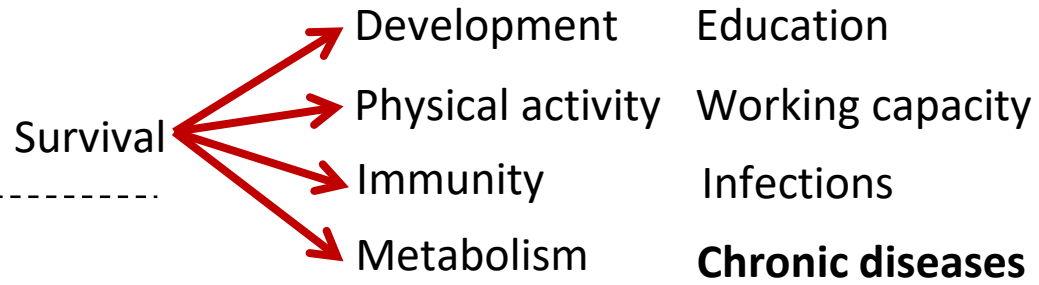 Development Education
Physical activity Working capacity
Survival
Immunity Infections
Metabolism Chronic diseases